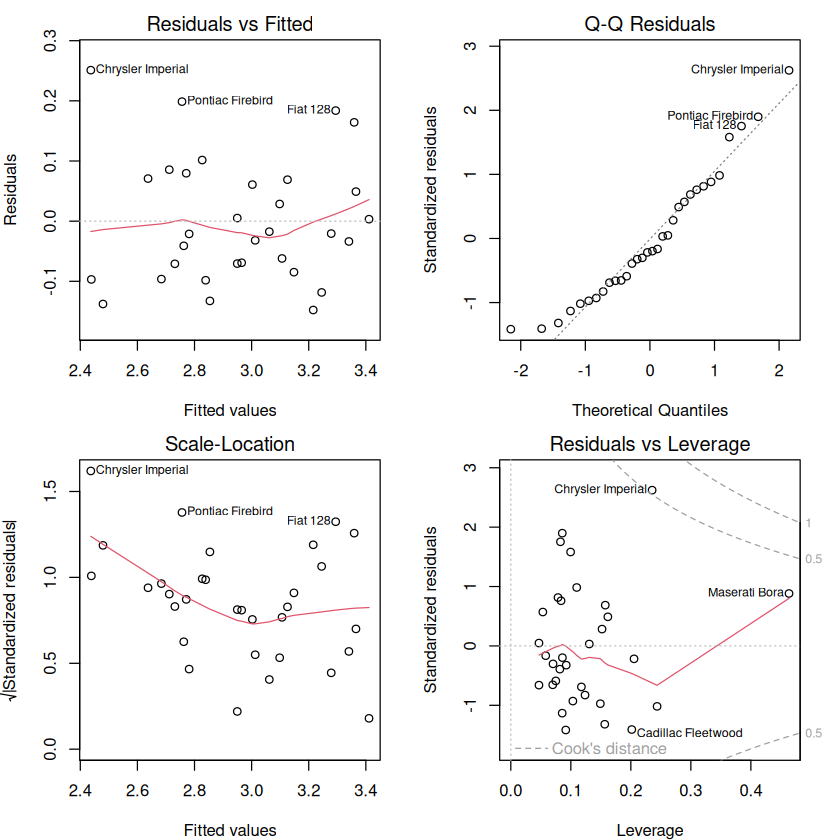 Residuals vs Fitted
Residuals
-0.1 0.0 0.1 0.2 0.3
Chrysler Imperial
Pontiac Firebird
Fiat 128
2.4 2.6 2.8 3.0 3.2 3.4
Fitted values
Q-Q Residuals
Standardized residuals
-1 0 1 2 3
Chrysler Imperial
Pontiac Firebird
Fiat 128
-2 -1 0 1 2
Theoretical Quantiles
Scale-Location
√|Standardized residuals|
0.0 0.5 1.0 1.5
Chrysler Imperial
Pontiac Firebird
Fiat 128
2.4 2.6 2.8 3.0 3.2 3.4
Fitted values
Residuals vs Leverage
Standardized residuals
-1 0 1 2 3
Chrysler Imperial
1
0.5
Maserati Bora
Cadillac Fleetwood
0.5
Cook's distance
0.0 0.1 0.2 0.3 0.4
Leverage